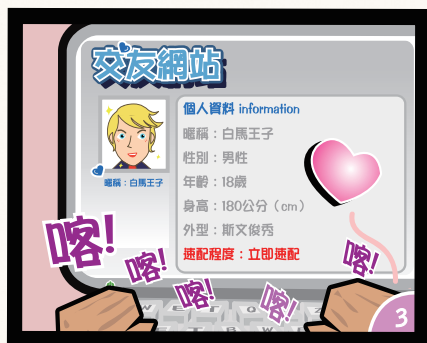 交友網站
個人資料 information
暱稱：白馬王子
性別：男性
年齡：18歲
身高：180公分（cm）
外型：斯文俊秀
速配程度：立即速配
暱稱：白馬王子
喀!
喀!
喀!
喀!
喀!
W E T
B W
3